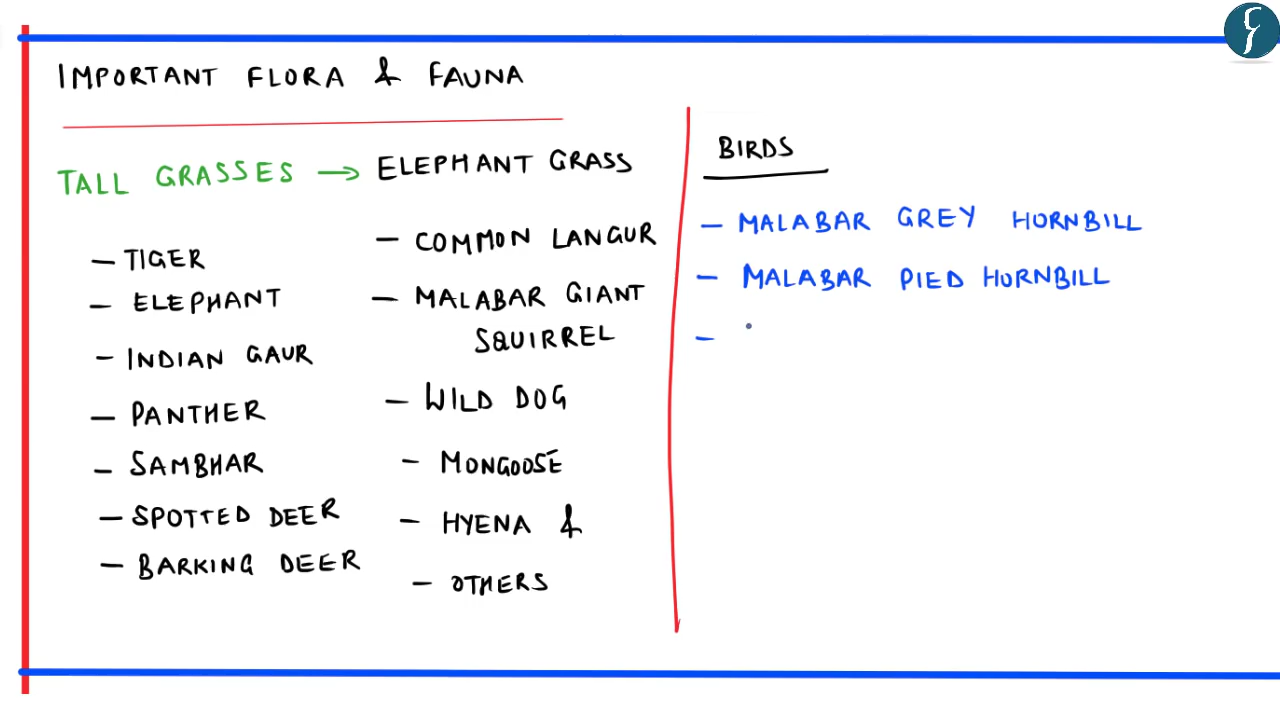 IMPORTANT FLORA & FAUNA
TALL GRASSES → ELEPHANT GRASS
– TIGER
– ELEPHANT
– INDIAN GAUR
– PANTHER
– SAMBHAR
– SPOTTED DEER
– BARKING DEER
– COMMON LANGUR
– MALABAR GIANT
SQUIRREL
– WILD DOG
– MONGOOSE
– HYENA &
– OTHERS
BIRDS
– MALABAR GREY HORNBILL
– MALABAR PIED HORNBILL
–